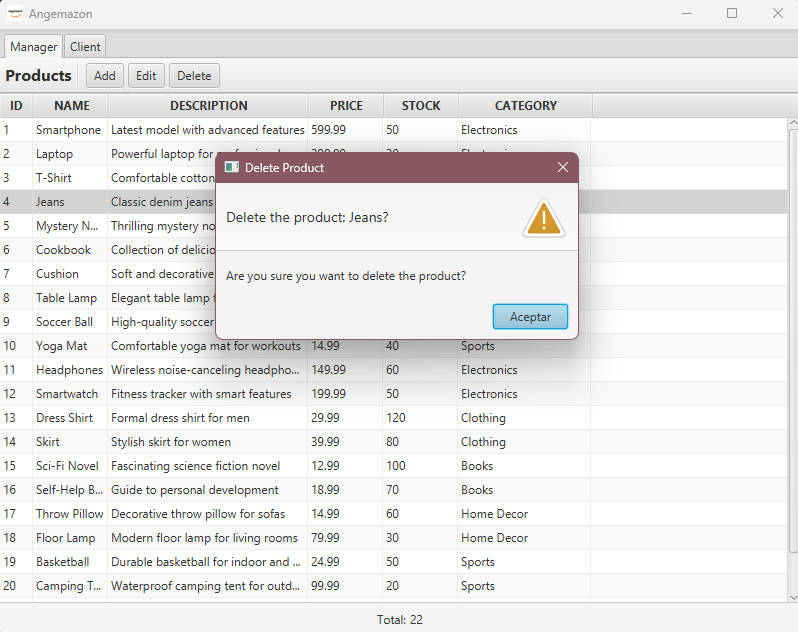 Angemazon
Manager Client
Products Add Edit Delete
ID NAME DESCRIPTION PRICE STOCK CATEGORY
1 Smartphone Latest model with advanced features 599.99 50 Electronics
2 Laptop Powerful laptop for
3 T-Shirt Comfortable cotton
4 Jeans Classic denim jeans
5 Mystery N... Thrilling mystery no
6 Cookbook Collection of delicio
7 Cushion Soft and decorative
8 Table Lamp Elegant table lamp f
9 Soccer Ball High-quality soccer
Delete Product
Delete the product: Jeans?
Are you sure you want to delete the product?
Aceptar
10 Yoga Mat Comfortable yoga mat for workouts 14.99 40 Sports
11 Headphones Wireless noise-canceling headpho... 149.99 60 Electronics
12 Smartwatch Fitness tracker with smart features 199.99 50 Electronics
13 Dress Shirt Formal dress shirt for men 29.99 120 Clothing
14 Skirt Stylish skirt for women 39.99 80 Clothing
15 Sci-Fi Novel Fascinating science fiction novel 12.99 100 Books
16 Self-Help B... Guide to personal development 18.99 70 Books
17 Throw Pillow Decorative throw pillow for sofas 14.99 60 Home Decor
18 Floor Lamp Modern floor lamp for living rooms 79.99 30 Home Decor
19 Basketball Durable basketball for indoor and ... 24.99 50 Sports
20 Camping T... Waterproof camping tent for outd... 99.99 20 Sports
Total: 22